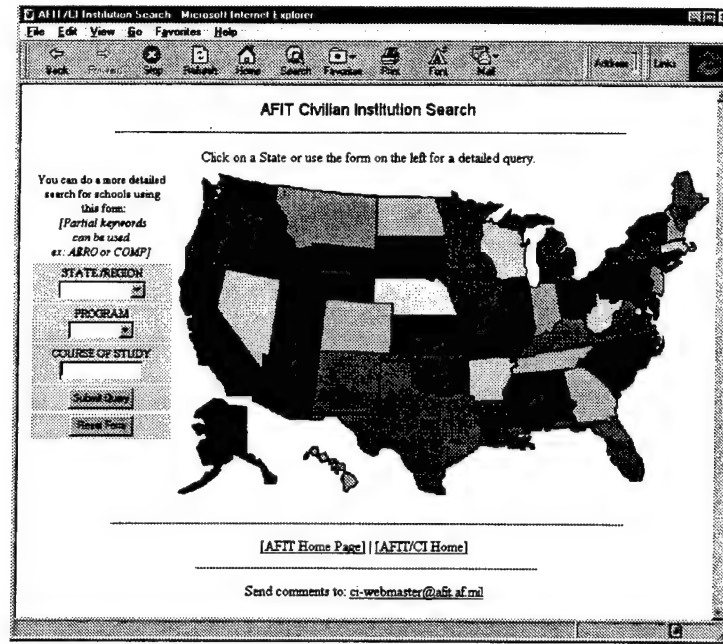 AFIT/CI Institution Search - Microsoft Internet Explorer
File Edit View Go Favorites Help
Back Forward Stop Refresh Home Search Favorites Print Font Mail Address Links
AFIT Civilian Institution Search
Click on a State or use the form on the left for a detailed query.
You can do a more detailed
search for schools using
this form:
[Partial keywords
can be used
ex: AERO or COMP]
STATE/REGION
PROGRAM
COURSE OF STUDY
Submit Query
Reset Form
[AFIT Home Page] | [AFIT/CI Home]
Send comments to: ci-webmaster@afit.af.mil